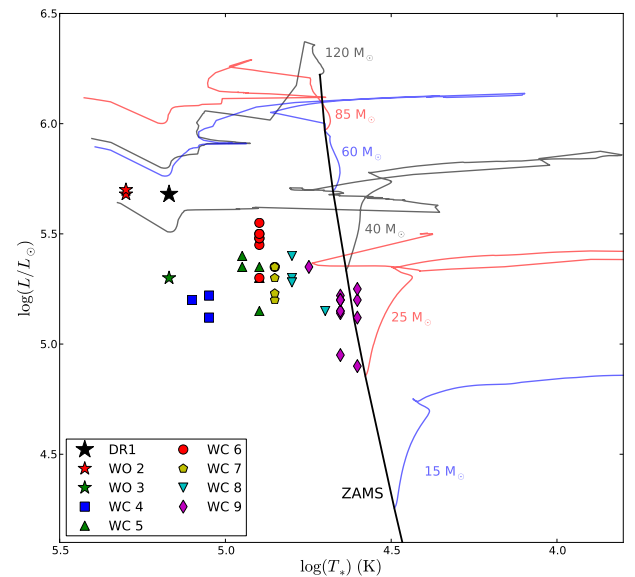 6.5
120 M☉
85 M☉
6.0
60 M☉
log(L/L☉)
5.5
40 M☉
25 M☉
5.0
15 M☉
4.5
ZAMS
DR1
WO 2
WO 3
WC 4
WC 5
WC 6
WC 7
WC 8
WC 9
5.5 5.0 4.5 4.0
log(T*) (K)